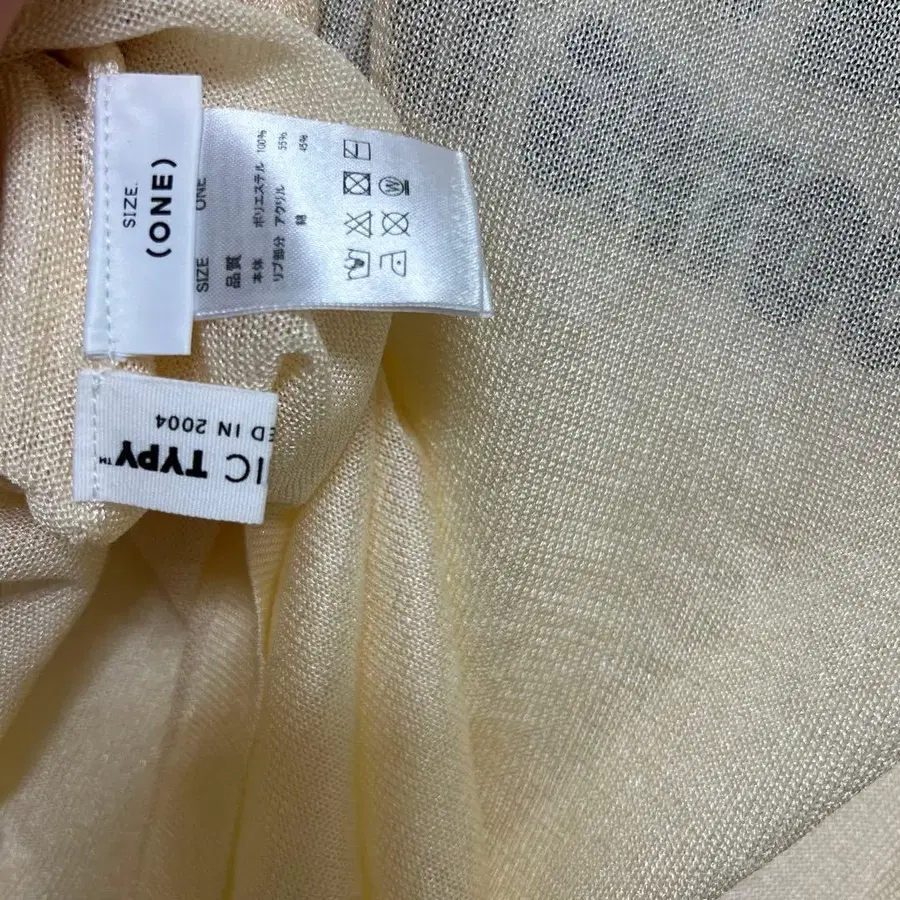 SIZE.
(ONE)
SIZE ONE
品質
本体 ポリエステル 100%
リブ部分 アクリル 55%
綿 45%
W
IC TYPY™
ED IN 2004